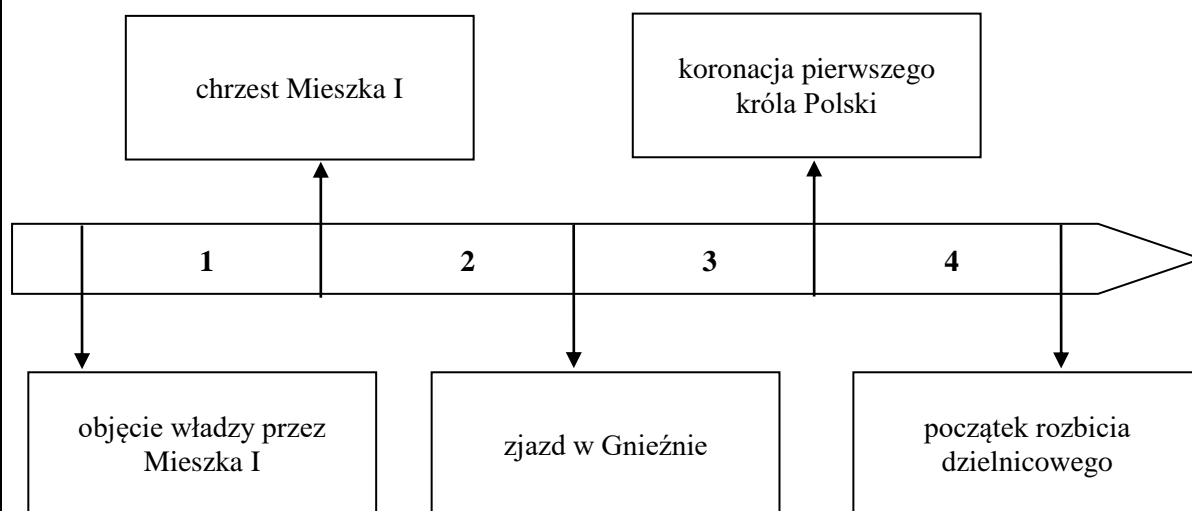 chrzest Mieszka I
koronacja pierwszego
króla Polski
1
2
3
4
objęcie władzy przez
Mieszka I
zjazd w Gnieźnie
początek rozbicia
dzielnicowego